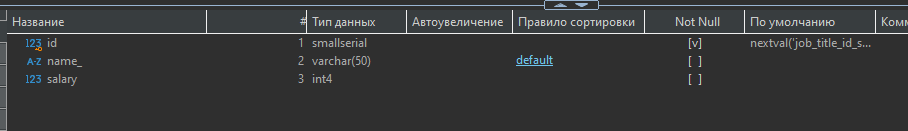 Название # Тип данных Автоувеличение Правило сортировки Not Null По умолчанию Комм
123 id 1 smallserial [v] nextval('job_title_id_s...
A-Z name_ 2 varchar(50) default [ ]
123 salary 3 int4 [ ]